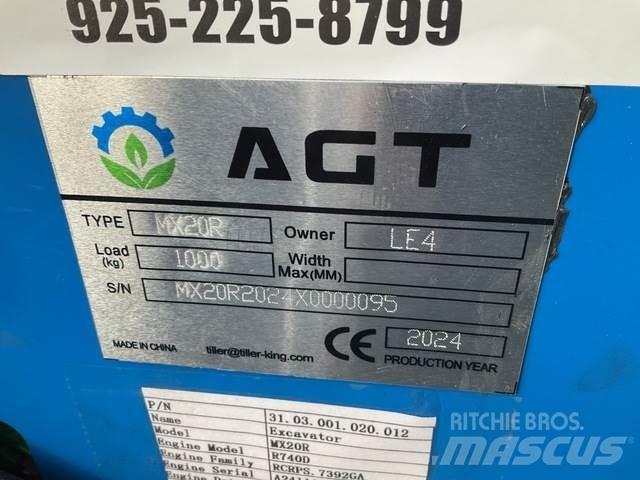 925-225-8799
AGT
TYPE MX20R Owner LE4
Load (kg) 1000 Width Max(MM)
S/N MX20R2024X0000095
MADE IN CHINA tiller@tiller-king.com CE 2024
PRODUCTION YEAR
P/N 31.03.001.020.012
Name Excavator
Engine Model MX20R
Engine Family R740D
Engine Serial RCRPS.7392GA
RITCHIE BROS.
MASCUS